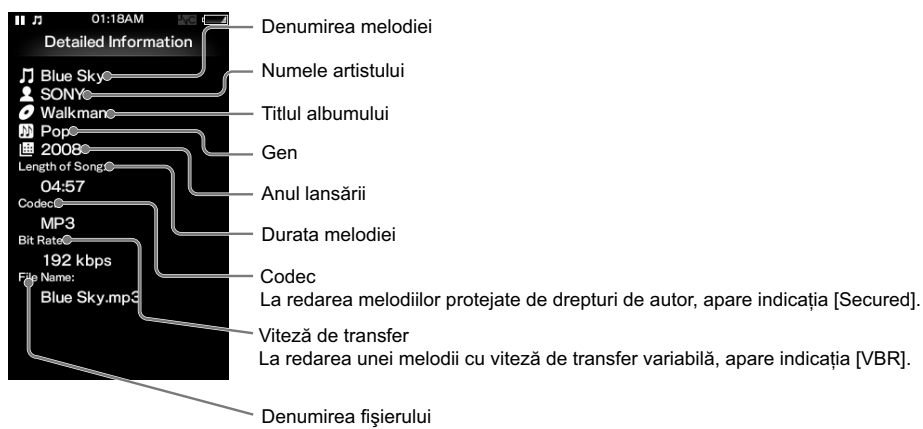 01:18AM
Detailed Information
Blue Sky
SONY
Walkman
Pop
2008
Length of Song:
04:57
Codec
MP3
Bit Rate
192 kbps
File Name:
Blue Sky.mp3
Denumirea melodiei
Numele artistului
Titlul albumului
Gen
Anul lansării
Durata melodiei
Codec
La redarea melodiilor protejate de drepturi de autor, apare indicația [Secured].
Viteză de transfer
La redarea unei melodii cu viteză de transfer variabilă, apare indicația [VBR].
Denumirea fişierului